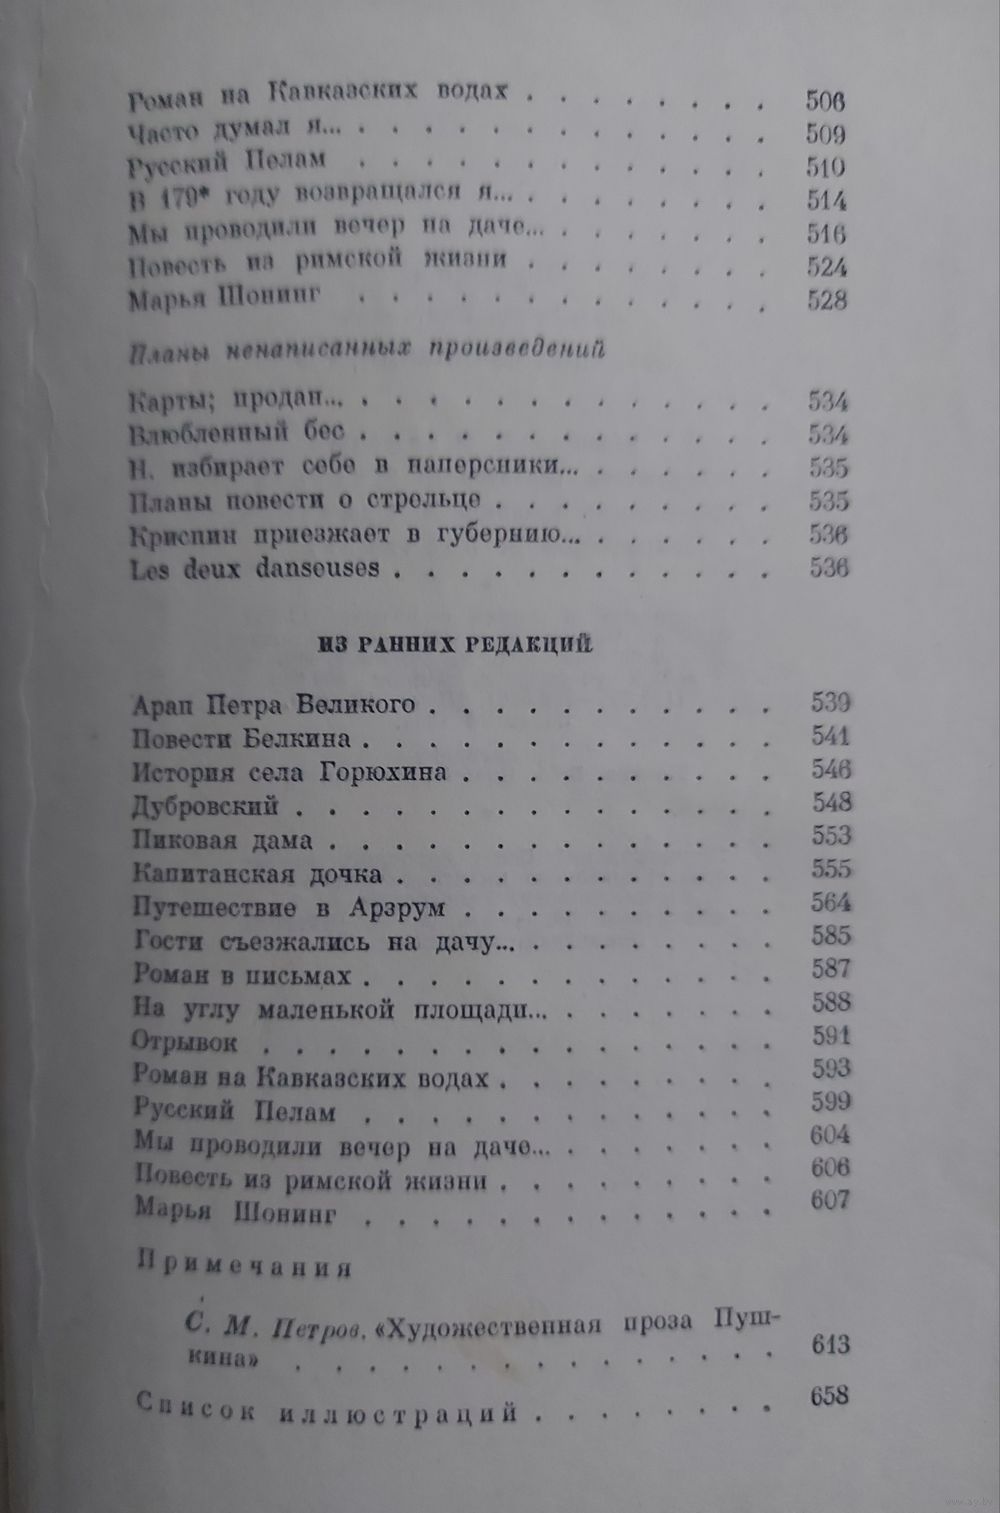 Роман на Кавказских водах . . . . . . . . 506
Часто думал я... . . . . . . . . . . . . 509
Русский Пелам . . . . . . . . . . . . . 510
В 179* году возвращался я... . . . . . . . . 514
Мы проводили вечер на даче... . . . . . . . 516
Повесть из римской жизни . . . . . . . . 524
Марья Шонинг . . . . . . . . . . . . . 528
Планы ненаписанных произведений
Карты; продан... . . . . . . . . . . . . . 534
Влюбленный бес . . . . . . . . . . . . . 534
Н. избирает себе в наперсники... . . . . . . 535
Планы повести о стрельце . . . . . . . . . 535
Криспин приезжает в губернию... . . . . . . 536
Les deux danseuses . . . . . . . . . . . . 536
ИЗ РАННИХ РЕДАКЦИЙ
Арап Петра Великого . . . . . . . . . . . 539
Повести Белкина . . . . . . . . . . . . . 541
История села Горюхина . . . . . . . . . . 546
Дубровский . . . . . . . . . . . . . . . 548
Пиковая дама . . . . . . . . . . . . . . 553
Капитанская дочка . . . . . . . . . . . . 555
Путешествие в Арзрум . . . . . . . . . . 564
Гости съезжались на дачу... . . . . . . . . 585
Роман в письмах . . . . . . . . . . . . . 587
На углу маленькой площади... . . . . . . . 588
Отрывок . . . . . . . . . . . . . . . . 591
Роман на Кавказских водах . . . . . . . . . 593
Русский Пелам . . . . . . . . . . . . . 599
Мы проводили вечер на даче... . . . . . . . 604
Повесть из римской жизни . . . . . . . . . 606
Марья Шонинг . . . . . . . . . . . . . 607
Примечания
С. М. Петров. «Художественная проза Пуш-
кина» . . . . . . . . . . . . . . . 613
Список иллюстраций . . . . . . . . 658
www.ay.by